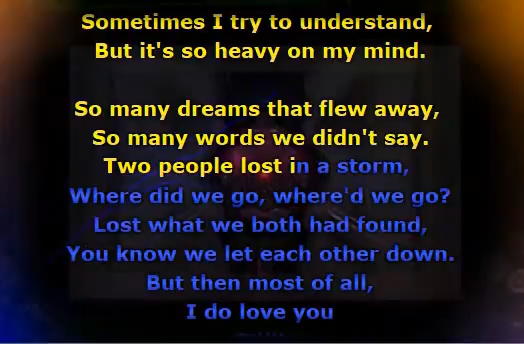 Sometimes I try to understand,
But it's so heavy on my mind.
So many dreams that flew away,
So many words we didn't say.
Two people lost in a storm,
Where did we go, where'd we go?
Lost what we both had found,
You know we let each other down.
But then most of all,
I do love you